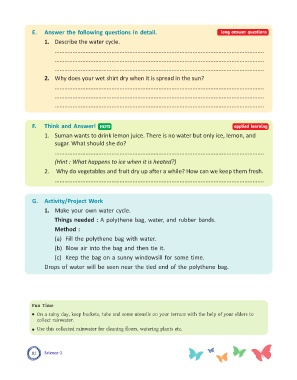 E. Answer the following questions in detail. long answer questions
1. Describe the water cycle.
2. Why does your wet shirt dry when it is spread in the sun?
F. Think and Answer! HOTS applied learning
1. Suman wants to drink lemon juice. There is no water but only ice, lemon, and
sugar. What should she do?
(Hint : What happens to ice when it is heated?)
2. Why do vegetables and fruit dry up after a while? How can we keep them fresh.
G. Activity/Project Work
1. Make your own water cycle.
Things needed : A polythene bag, water, and rubber bands.
Method :
(a) Fill the polythene bag with water.
(b) Blow air into the bag and then tie it.
(c) Keep the bag on a sunny windowsill for some time.
Drops of water will be seen near the tied end of the polythene bag.
Fun Time
• On a rainy day, keep buckets, tubs and some utensils on your terrace with the help of your elders to
collect rainwater.
• Use this collected rainwater for cleaning floors, watering plants etc.
Science-2